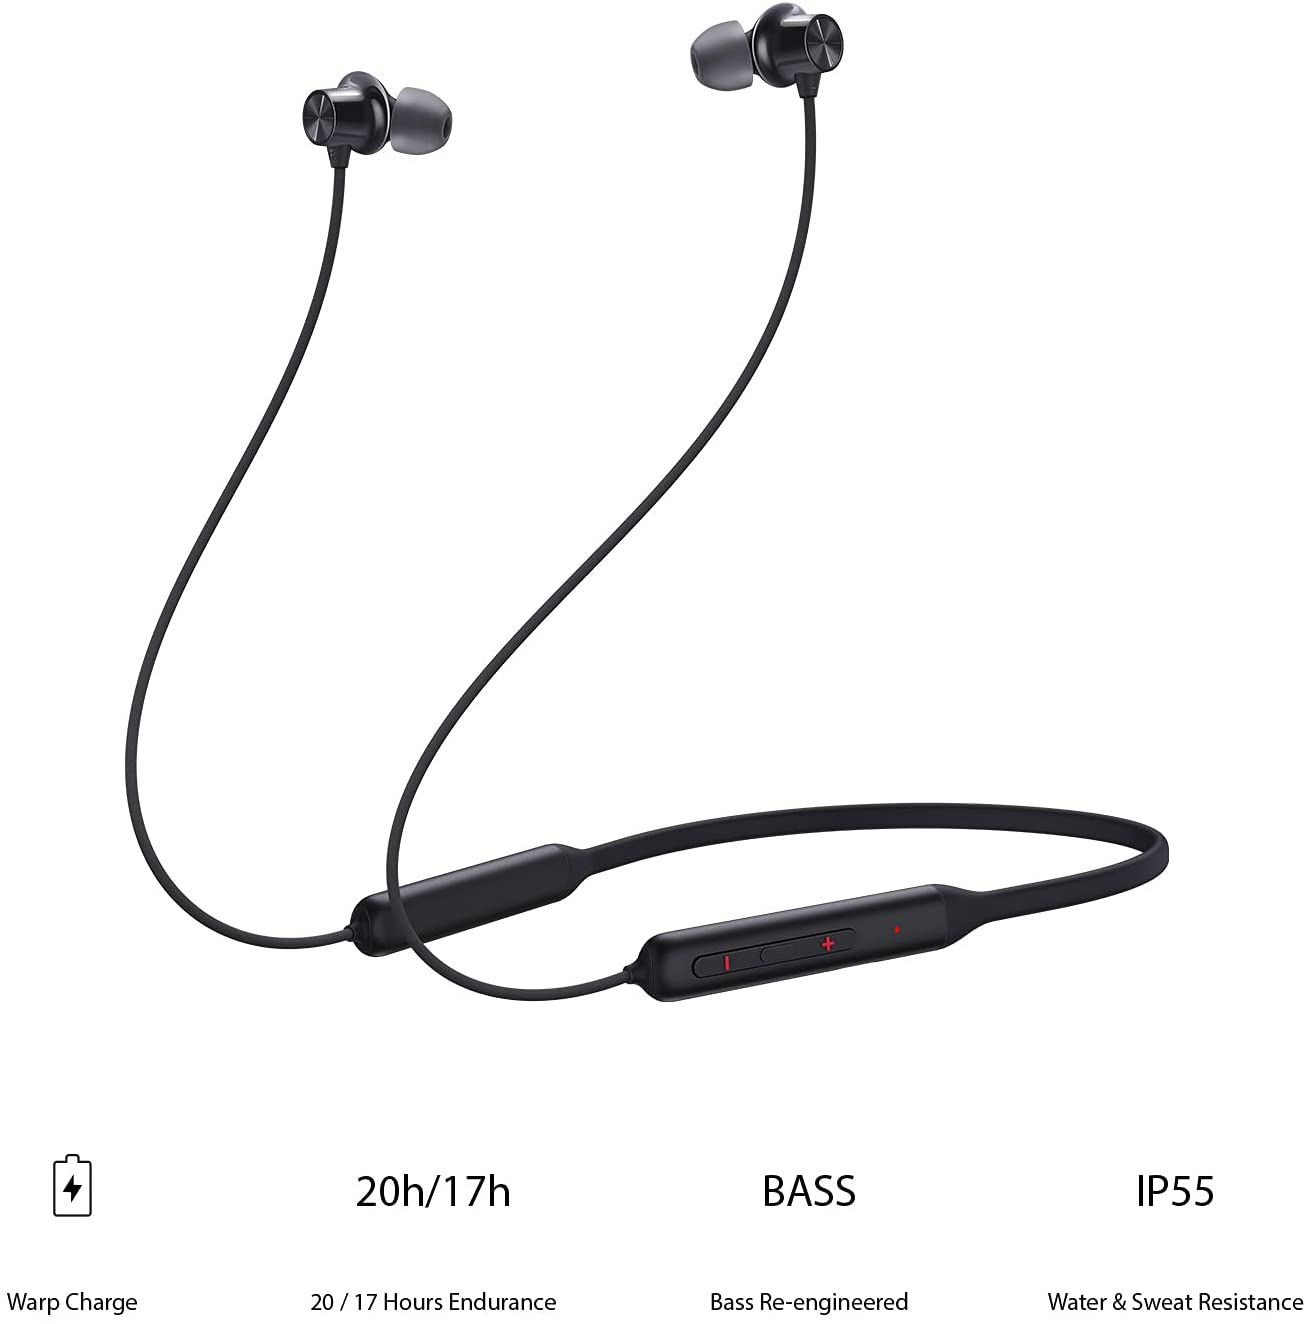 20h/17h
BASS
IP55
Warp Charge
20 / 17 Hours Endurance
Bass Re-engineered
Water & Sweat Resistance